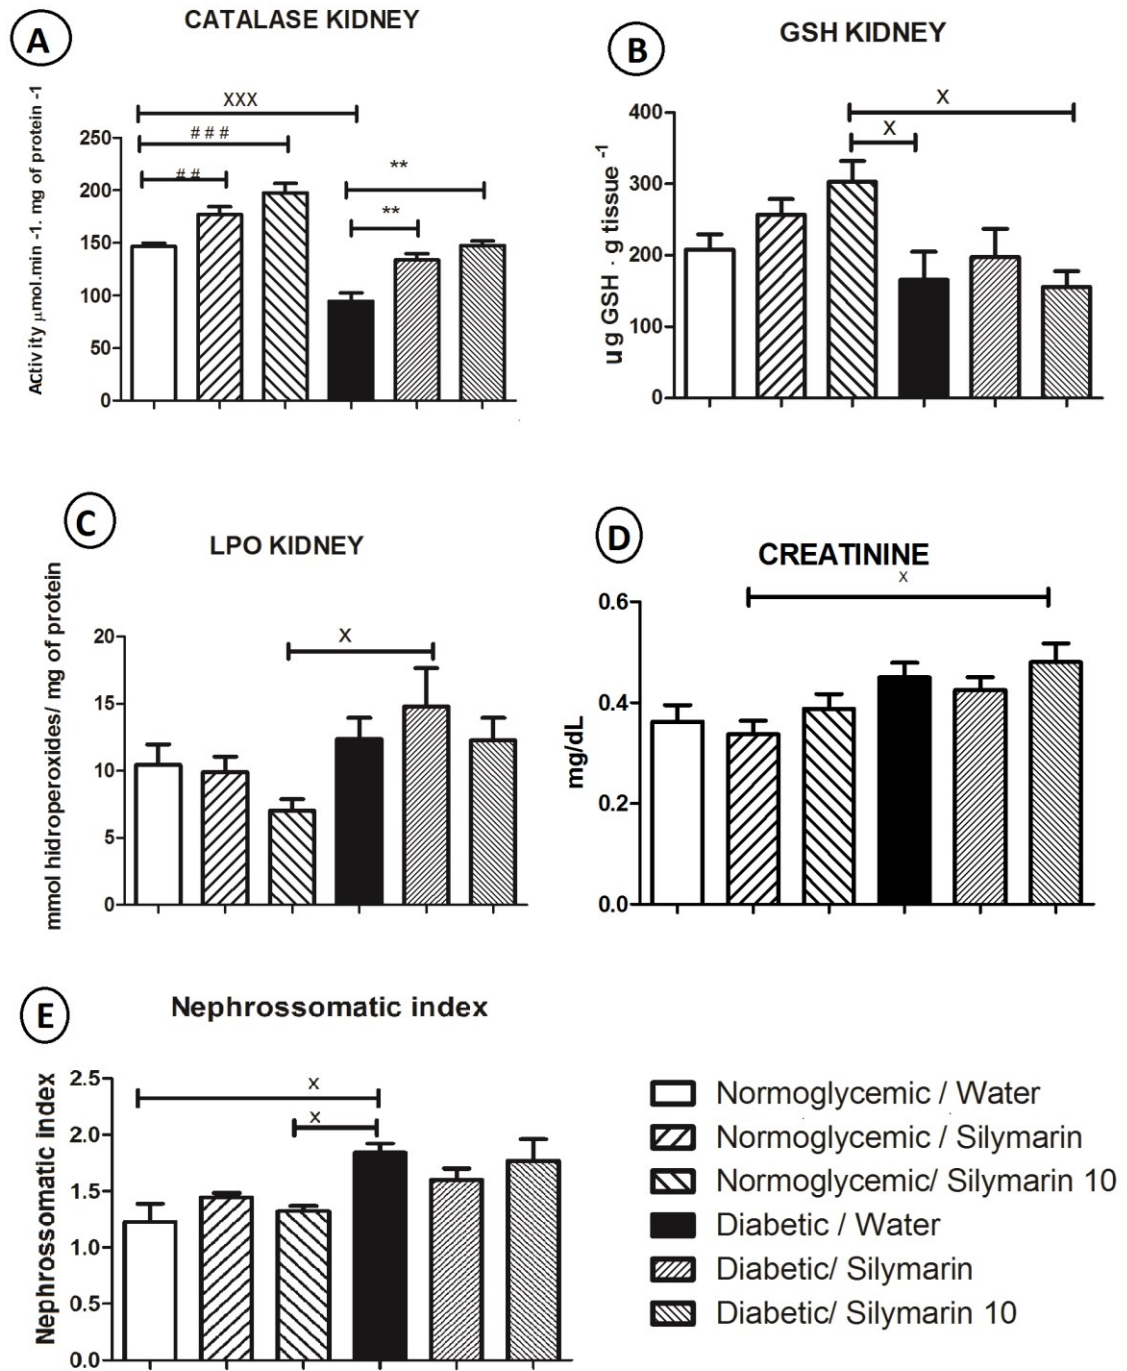 A
CATALASE KIDNEY
Activity μmol.min -1. mg of protein -1
XXX
# # #
# #
**
**
250
200
150
100
50
0
B
GSH KIDNEY
ug GSH · g tissue -1
X
X
400
300
200
100
0
C
LPO KIDNEY
mmol hidroperoxides/ mg of protein
X
20
15
10
5
0
D
CREATININE
mg/dL
X
0.6
0.4
0.2
0.0
E
Nephrossomatic index
Nephrossomatic index
X
X
2.5
2.0
1.5
1.0
0.5
0.0
Normoglycemic / Water
Normoglycemic / Silymarin
Normoglycemic/ Silymarin 10
Diabetic / Water
Diabetic/ Silymarin
Diabetic/ Silymarin 10